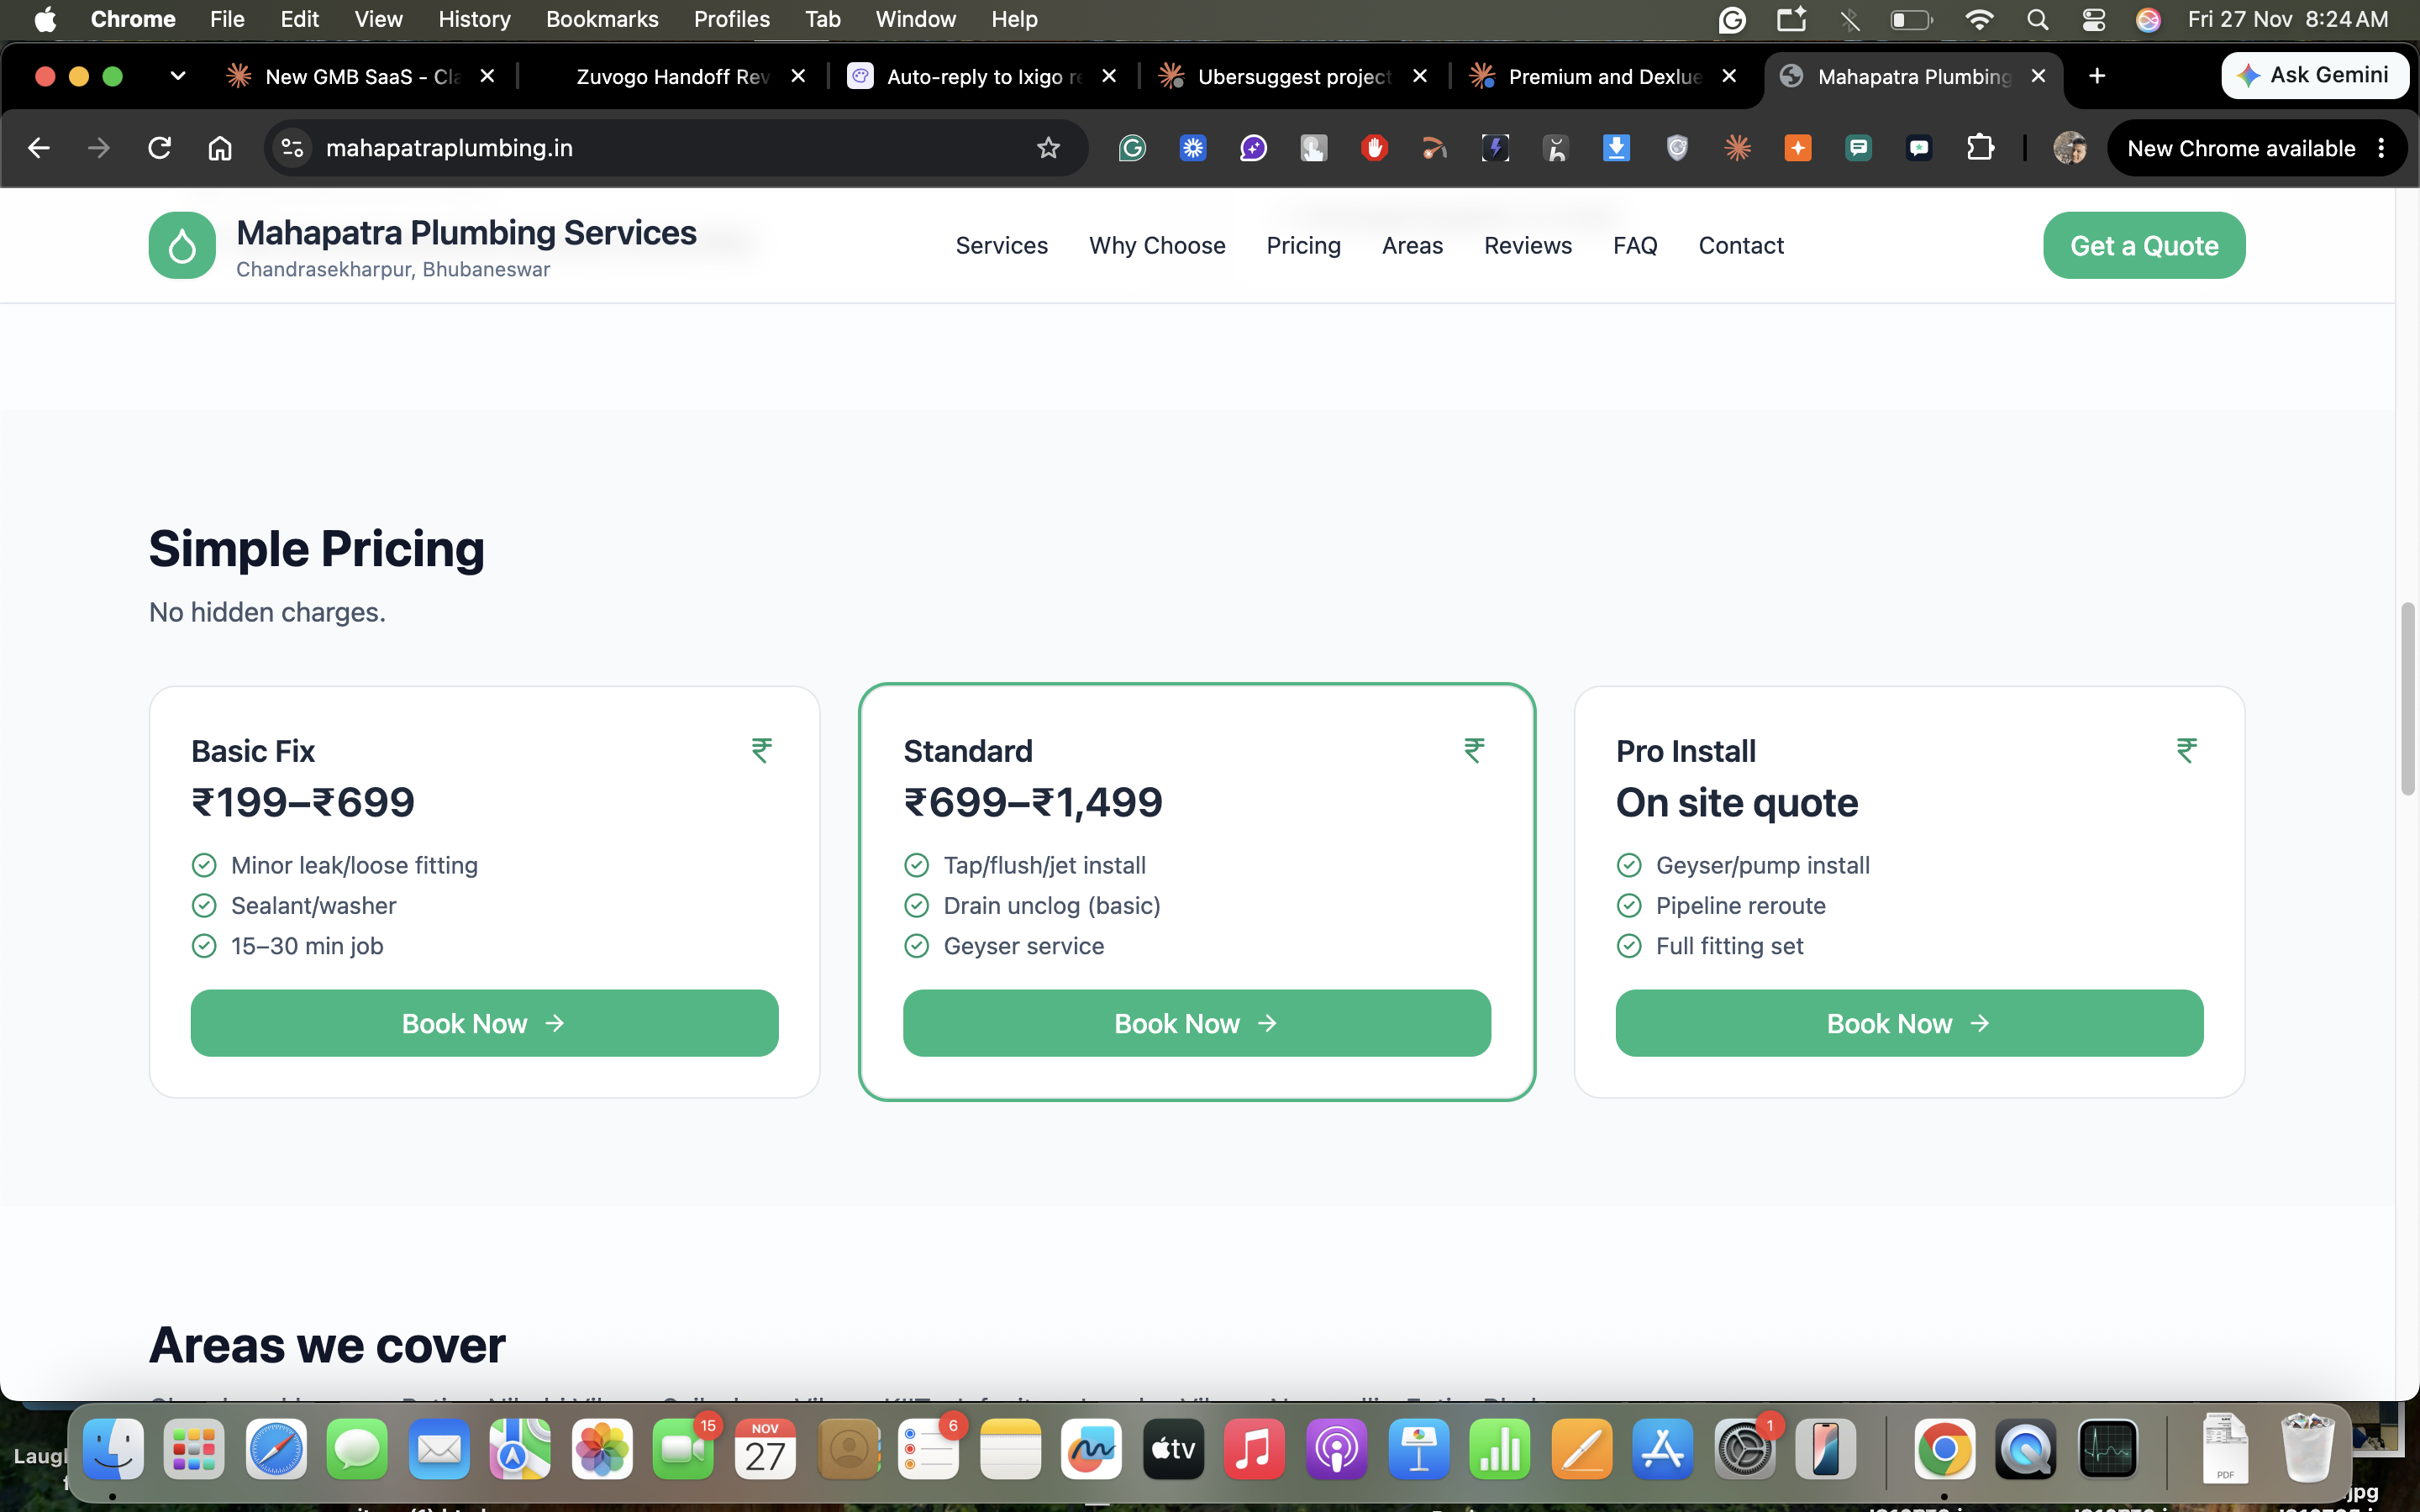 Chrome File Edit View History Bookmarks Profiles Tab Window Help Fri 27 Nov 8:24 AM
New GMB SaaS - Cla Zuvogo Handoff Rev Auto-reply to Ixigo re Ubersuggest project Premium and Dexlue Mahapatra Plumbing Ask Gemini
mahapatraplumbing.in New Chrome available
Mahapatra Plumbing Services
Chandrasekharpur, Bhubaneswar
Services Why Choose Pricing Areas Reviews FAQ Contact
Get a Quote
Simple Pricing
No hidden charges.
Basic Fix ₹
₹199–₹699
Minor leak/loose fitting
Sealant/washer
15–30 min job
Book Now →
Standard ₹
₹699–₹1,499
Tap/flush/jet install
Drain unclog (basic)
Geyser service
Book Now →
Pro Install ₹
On site quote
Geyser/pump install
Pipeline reroute
Full fitting set
Book Now →
Areas we cover
15
NOV
27
6
tv
1
PDF
Laugh
jpg